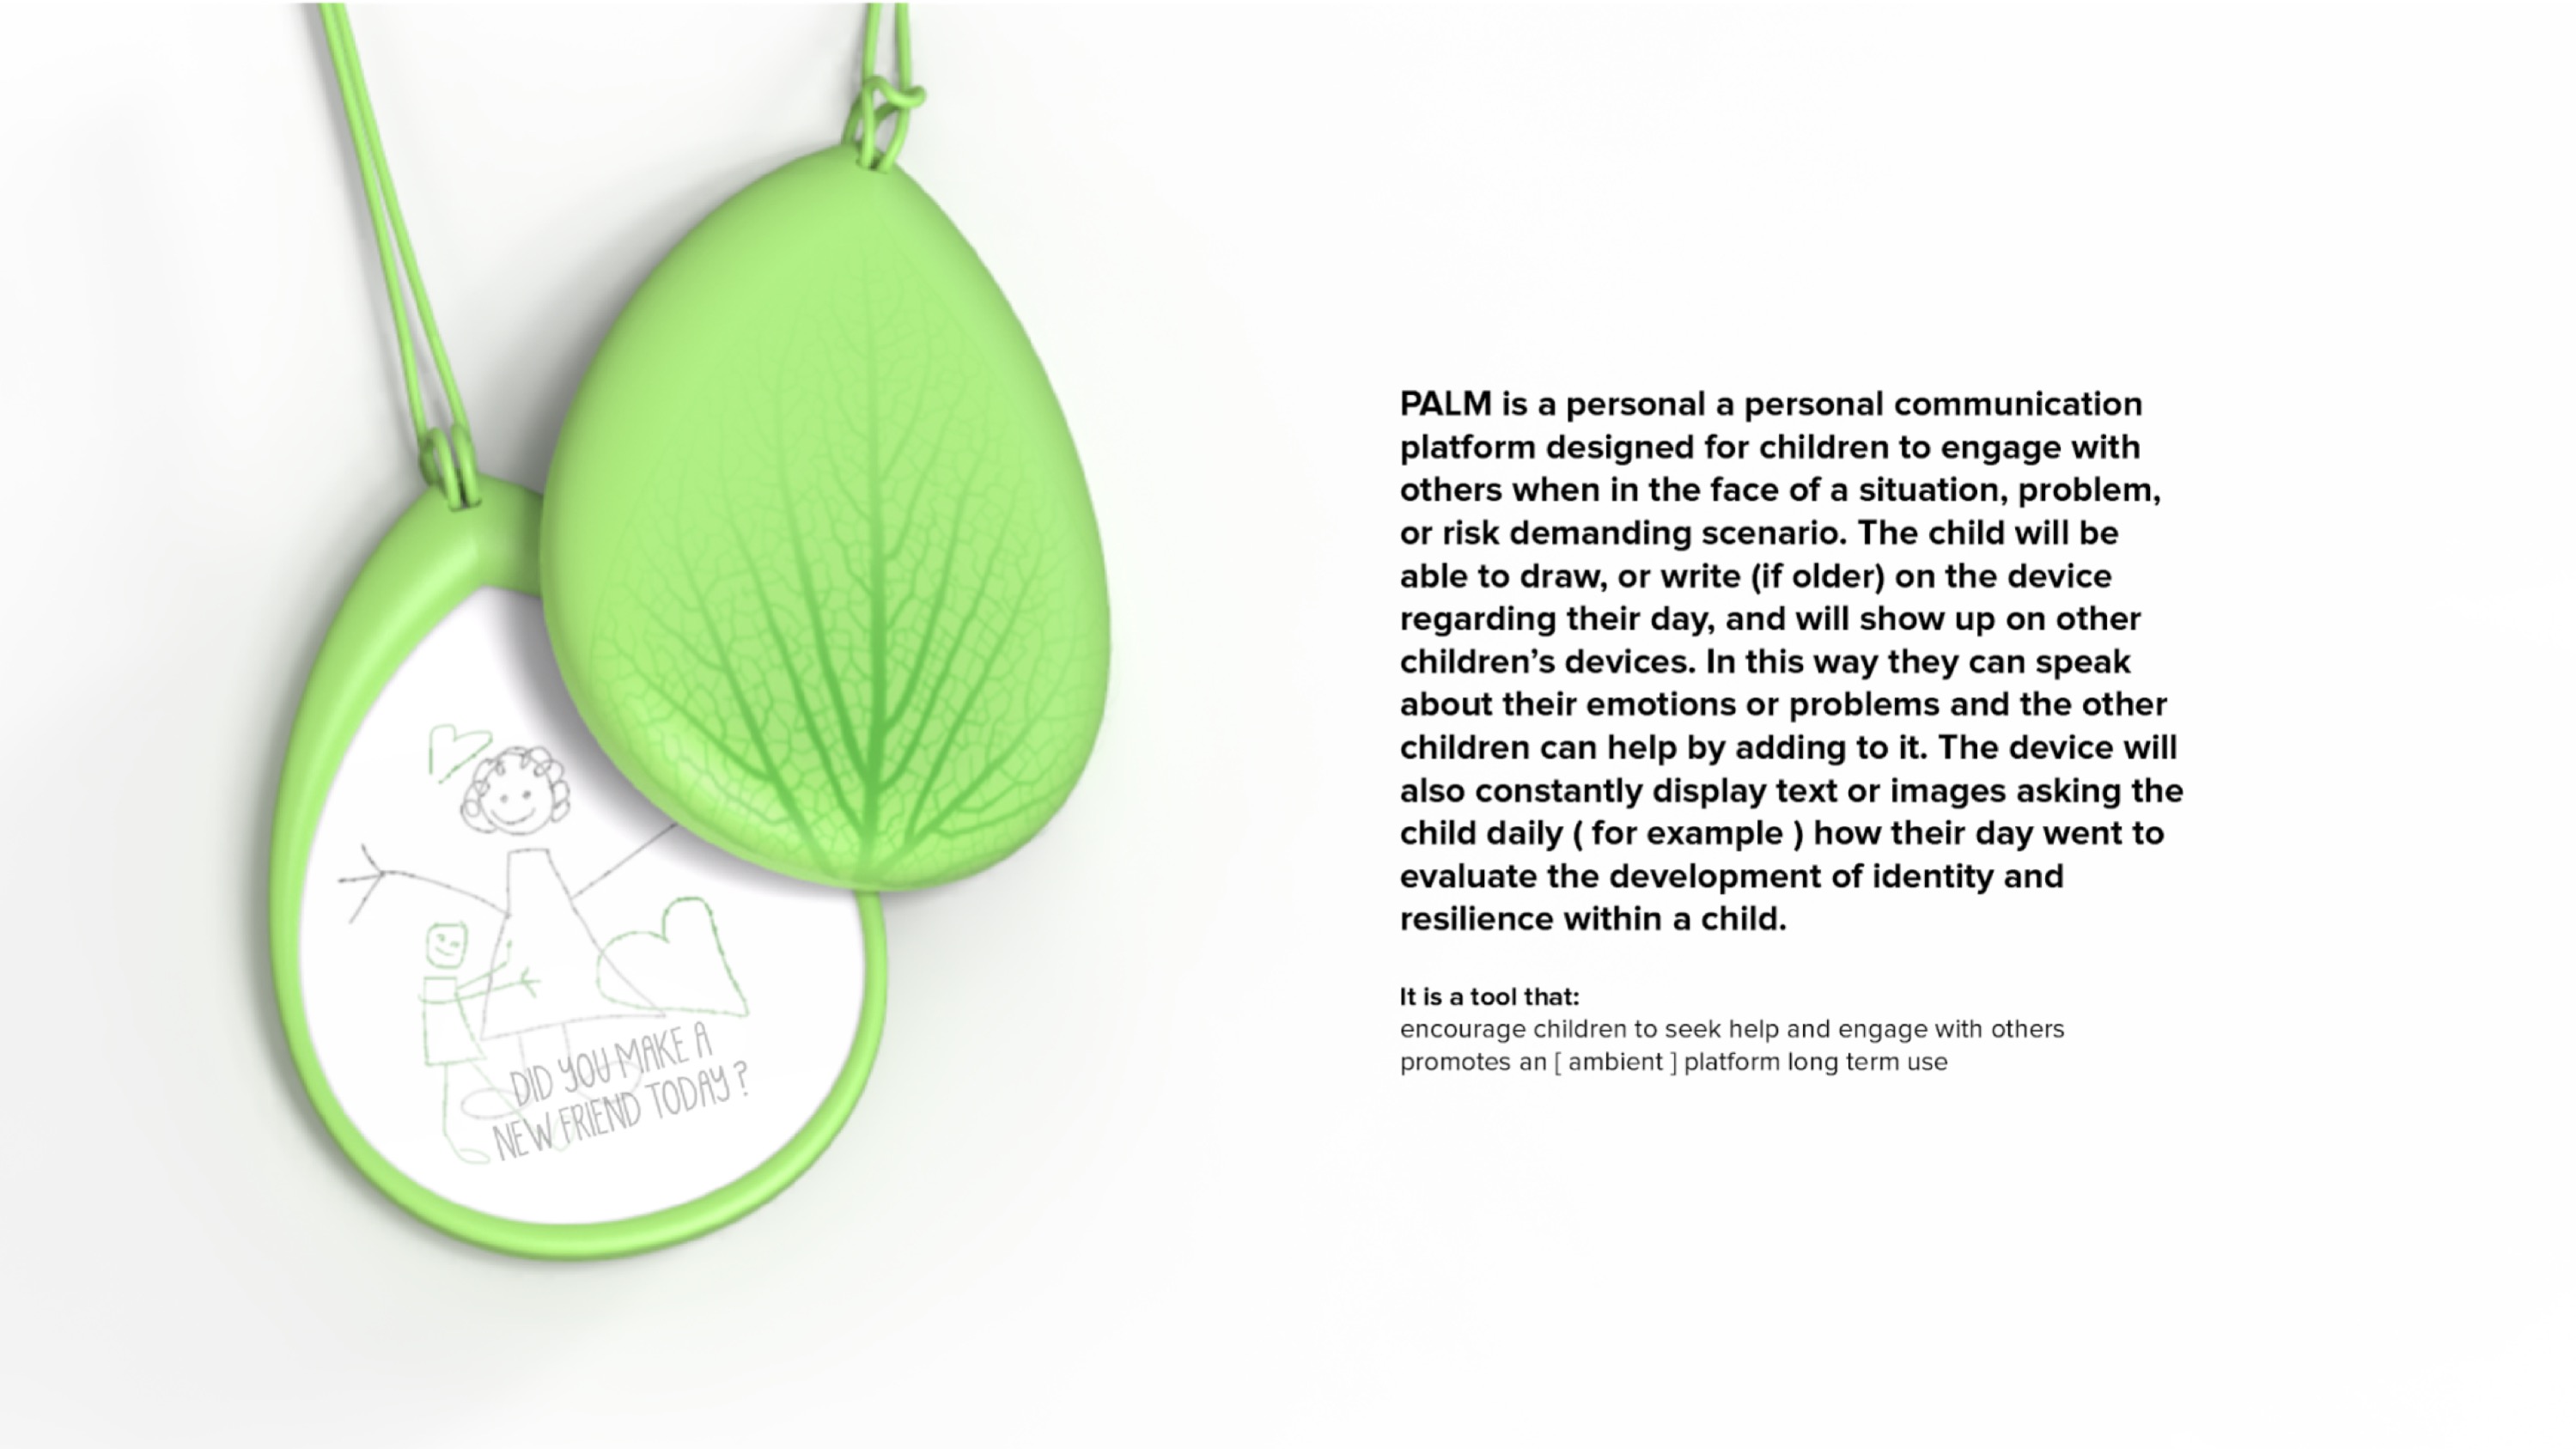 DID YOU MAKE A
NEW FRIEND TODAY?
PALM is a personal a personal communication
platform designed for children to engage with
others when in the face of a situation, problem,
or risk demanding scenario. The child will be
able to draw, or write (if older) on the device
regarding their day, and will show up on other
children’s devices. In this way they can speak
about their emotions or problems and the other
children can help by adding to it. The device will
also constantly display text or images asking the
child daily ( for example ) how their day went to
evaluate the development of identity and
resilience within a child.
It is a tool that:
encourage children to seek help and engage with others
promotes an [ ambient ] platform long term use